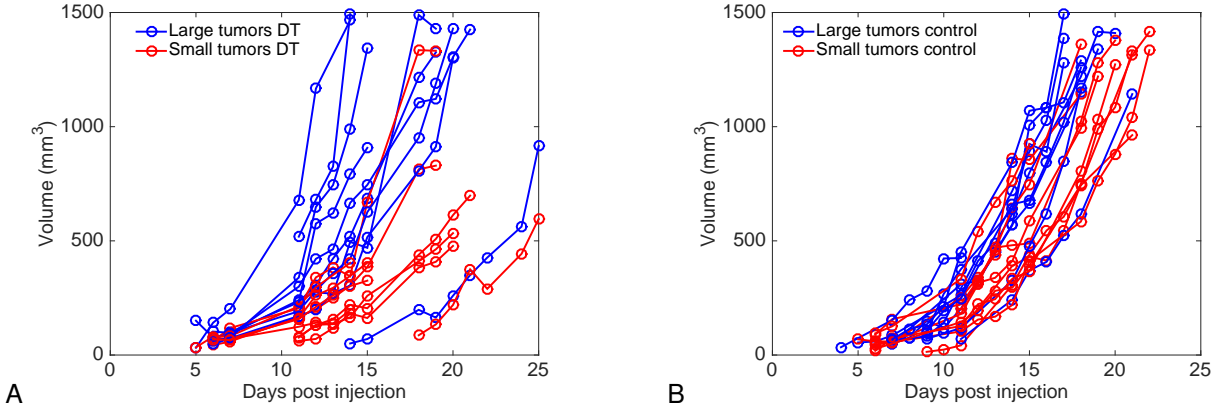 1500
1000
500
0
Volume (mm³)
Large tumors DT
Small tumors DT
0 5 10 15 20 25
Days post injection
A
1500
1000
500
0
Volume (mm³)
Large tumors control
Small tumors control
0 5 10 15 20 25
Days post injection
B